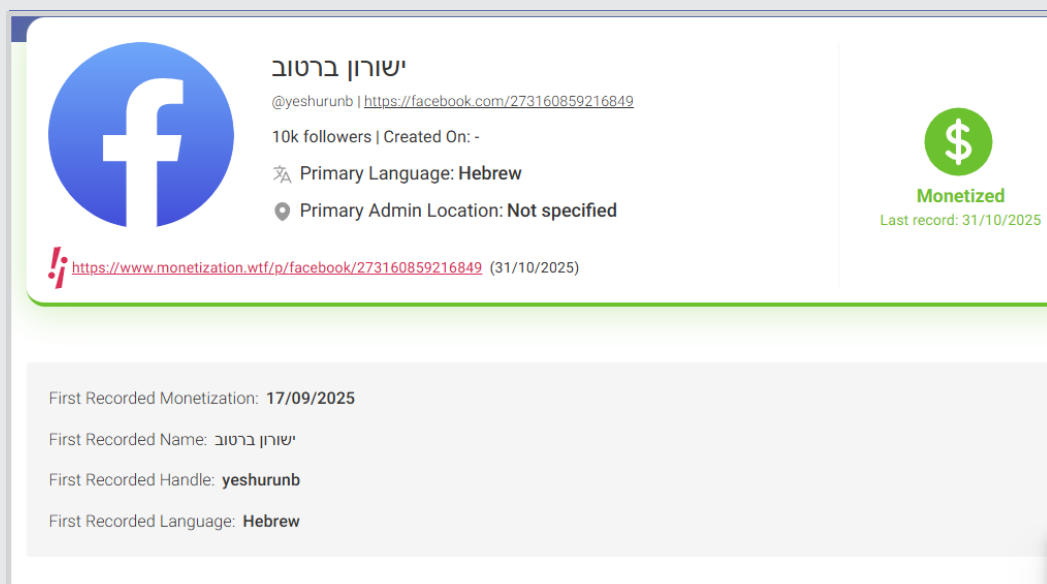 ישורון ברטוב
@yeshurunb | https://facebook.com/273160859216849
10k followers | Created On: -
Primary Language: Hebrew
Primary Admin Location: Not specified
https://www.monetization.wtf/p/facebook/273160859216849 (31/10/2025)
$
Monetized
Last record: 31/10/2025
First Recorded Monetization: 17/09/2025
First Recorded Name: ישורון ברטוב
First Recorded Handle: yeshurunb
First Recorded Language: Hebrew